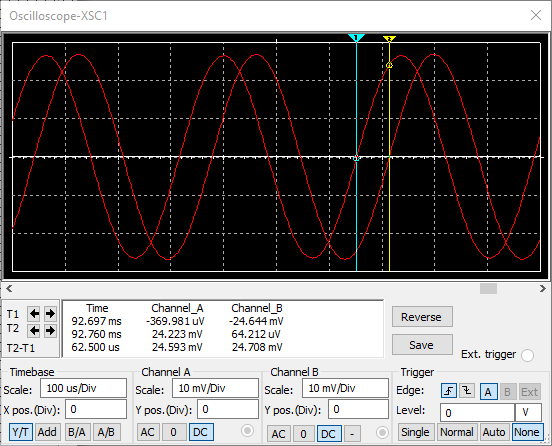 Oscilloscope-XSC1
1 2
Time Channel_A Channel_B
T1 92.697 ms -369.981 uV -24.644 mV
T2 92.760 ms 24.223 mV 64.212 uV
T2-T1 62.500 us 24.593 mV 24.708 mV
Reverse
Save
Ext. trigger
Timebase Channel A Channel B Trigger
Scale: 100 us/Div Scale: 10 mV/Div Scale: 10 mV/Div Edge: A B Ext
X pos.(Div): 0 Y pos.(Div): 0 Y pos.(Div): 0 Level: 0 V
Y/T Add B/A A/B AC 0 DC AC 0 DC - Single Normal Auto None